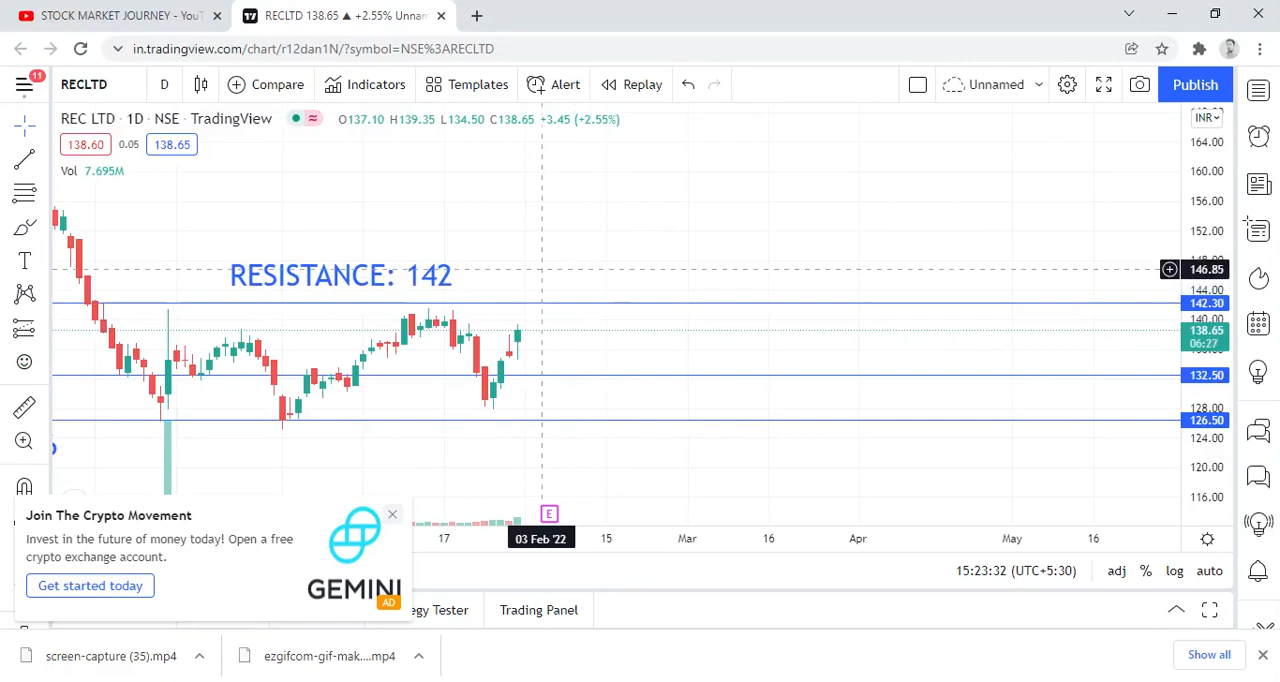 STOCK MARKET JOURNEY - YouT
RECLTD 138.65 ▲ +2.55% Unnam
in.tradingview.com/chart/r12dan1N/?symbol=NSE%3ARECLTD
11
RECLTD D Compare Indicators Templates Alert Replay Unnamed Publish
REC LTD · 1D · NSE · TradingView O137.10 H139.35 L134.50 C138.65 +3.45 (+2.55%)
INR
138.60 0.05 138.65
Vol 7.695M
164.00
160.00
156.00
152.00
146.85
RESISTANCE: 142
144.00
142.30
140.00
138.65
06:27
132.50
128.00
126.50
124.00
120.00
116.00
E
17 03 Feb '22 15 Mar 16 Apr May 16
Join The Crypto Movement
Invest in the future of money today! Open a free
crypto exchange account.
Get started today
GEMINI
AD
15:23:32 (UTC+5:30) adj % log auto
egy Tester Trading Panel
screen-capture (35).mp4 ezgifcom-gif-mak....mp4 Show all